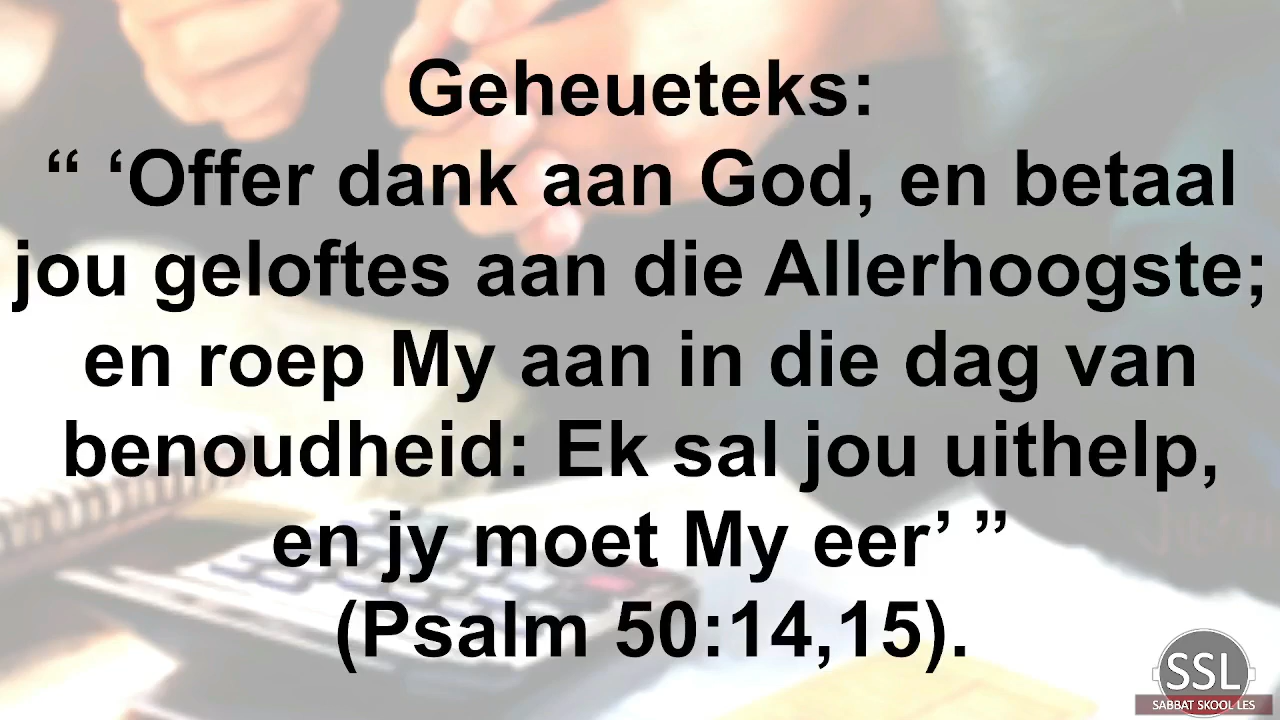 Geheueteks:
“ ‘Offer dank aan God, en betaal
jou geloftes aan die Allerhoogste;
en roep My aan in die dag van
benoudheid: Ek sal jou uithelp,
en jy moet My eer’ ”
(Psalm 50:14,15).
SSL
SABBAT SKOOL LES